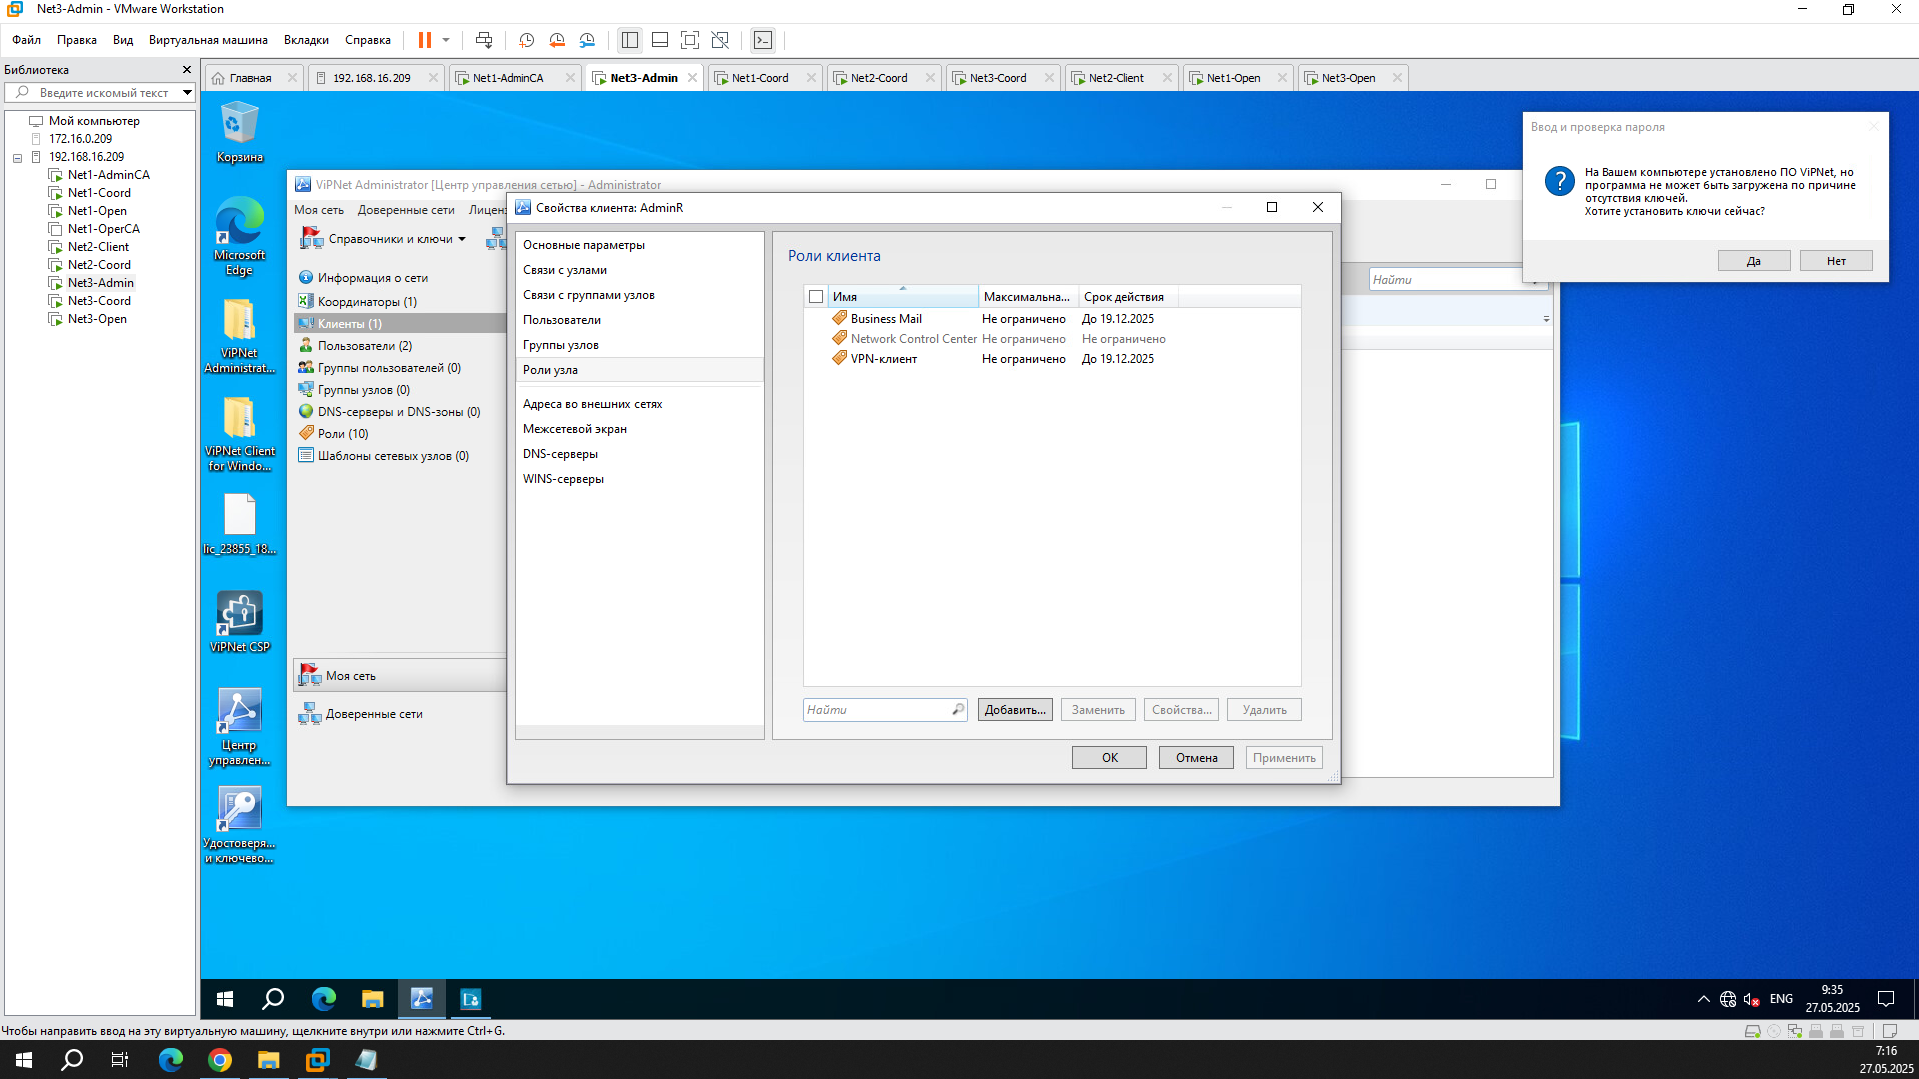 Net3-Admin - VMware Workstation
Файл Правка Вид Виртуальная машина Вкладки Справка
Библиотека
Введите искомый текст
Мой компьютер
172.16.0.209
192.168.16.209
Net1-AdminCA
Net1-Coord
Net1-Open
Net1-OperCA
Net2-Client
Net2-Coord
Net3-Admin
Net3-Coord
Net3-Open
Главная 192.168.16.209 Net1-AdminCA Net3-Admin Net1-Coord Net2-Coord Net3-Coord Net2-Client Net1-Open Net3-Open
Корзина
Microsoft
Edge
ViPNet
Administrat...
ViPNet Client
for Windo...
lic_23855_18...
ViPNet CSP
Центр
управлен...
Удостоверя...
и ключево...
ViPNet Administrator [Центр управления сетью] - Administrator
Моя сеть Доверенные сети Лиценз
Справочники и ключи
Информация о сети
Координаторы (1)
Клиенты (1)
Пользователи (2)
Группы пользователей (0)
Группы узлов (0)
DNS-серверы и DNS-зоны (0)
Роли (10)
Шаблоны сетевых узлов (0)
Моя сеть
Доверенные сети
Найти
Свойства клиента: AdminR
Основные параметры
Связи с узлами
Связи с группами узлов
Пользователи
Группы узлов
Роли узла
Адреса во внешних сетях
Межсетевой экран
DNS-серверы
WINS-серверы
Роли клиента
Имя Максимальна... Срок действия
Business Mail Не ограничено До 19.12.2025
Network Control Center Не ограничено Не ограничено
VPN-клиент Не ограничено До 19.12.2025
Найти Добавить... Заменить Свойства... Удалить
OK Отмена Применить
Ввод и проверка пароля
На Вашем компьютере установлено ПО ViPNet, но
программа не может быть загружена по причине
отсутствия ключей.
Хотите установить ключи сейчас?
Да Нет
ENG
9:35
27.05.2025
Чтобы направить ввод на эту виртуальную машину, щелкните внутри или нажмите Ctrl+G.
7:16
27.05.2025